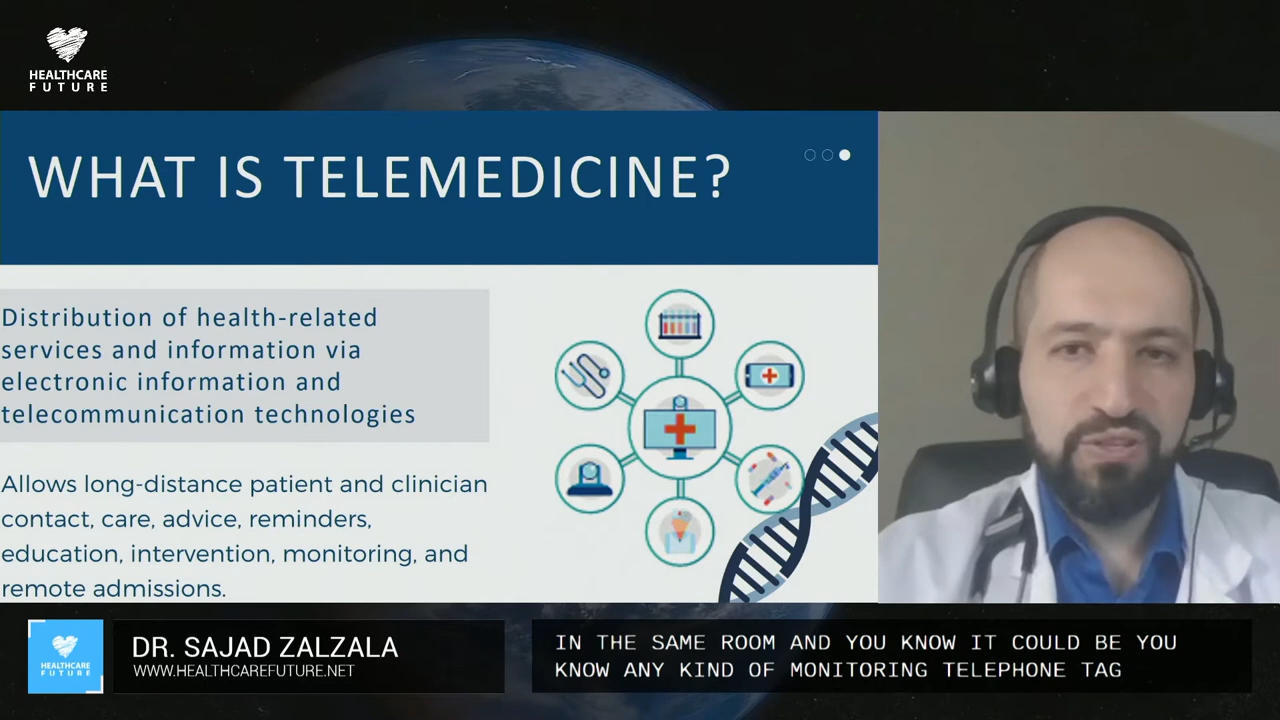 HEALTHCARE
FUTURE
WHAT IS TELEMEDICINE?
Distribution of health-related
services and information via
electronic information and
telecommunication technologies
Allows long-distance patient and clinician
contact, care, advice, reminders,
education, intervention, monitoring, and
remote admissions.
HEALTHCARE
FUTURE
DR. SAJAD ZALZALA
WWW.HEALTHCAREFUTURE.NET
IN THE SAME ROOM AND YOU KNOW IT COULD BE YOU
KNOW ANY KIND OF MONITORING TELEPHONE TAG